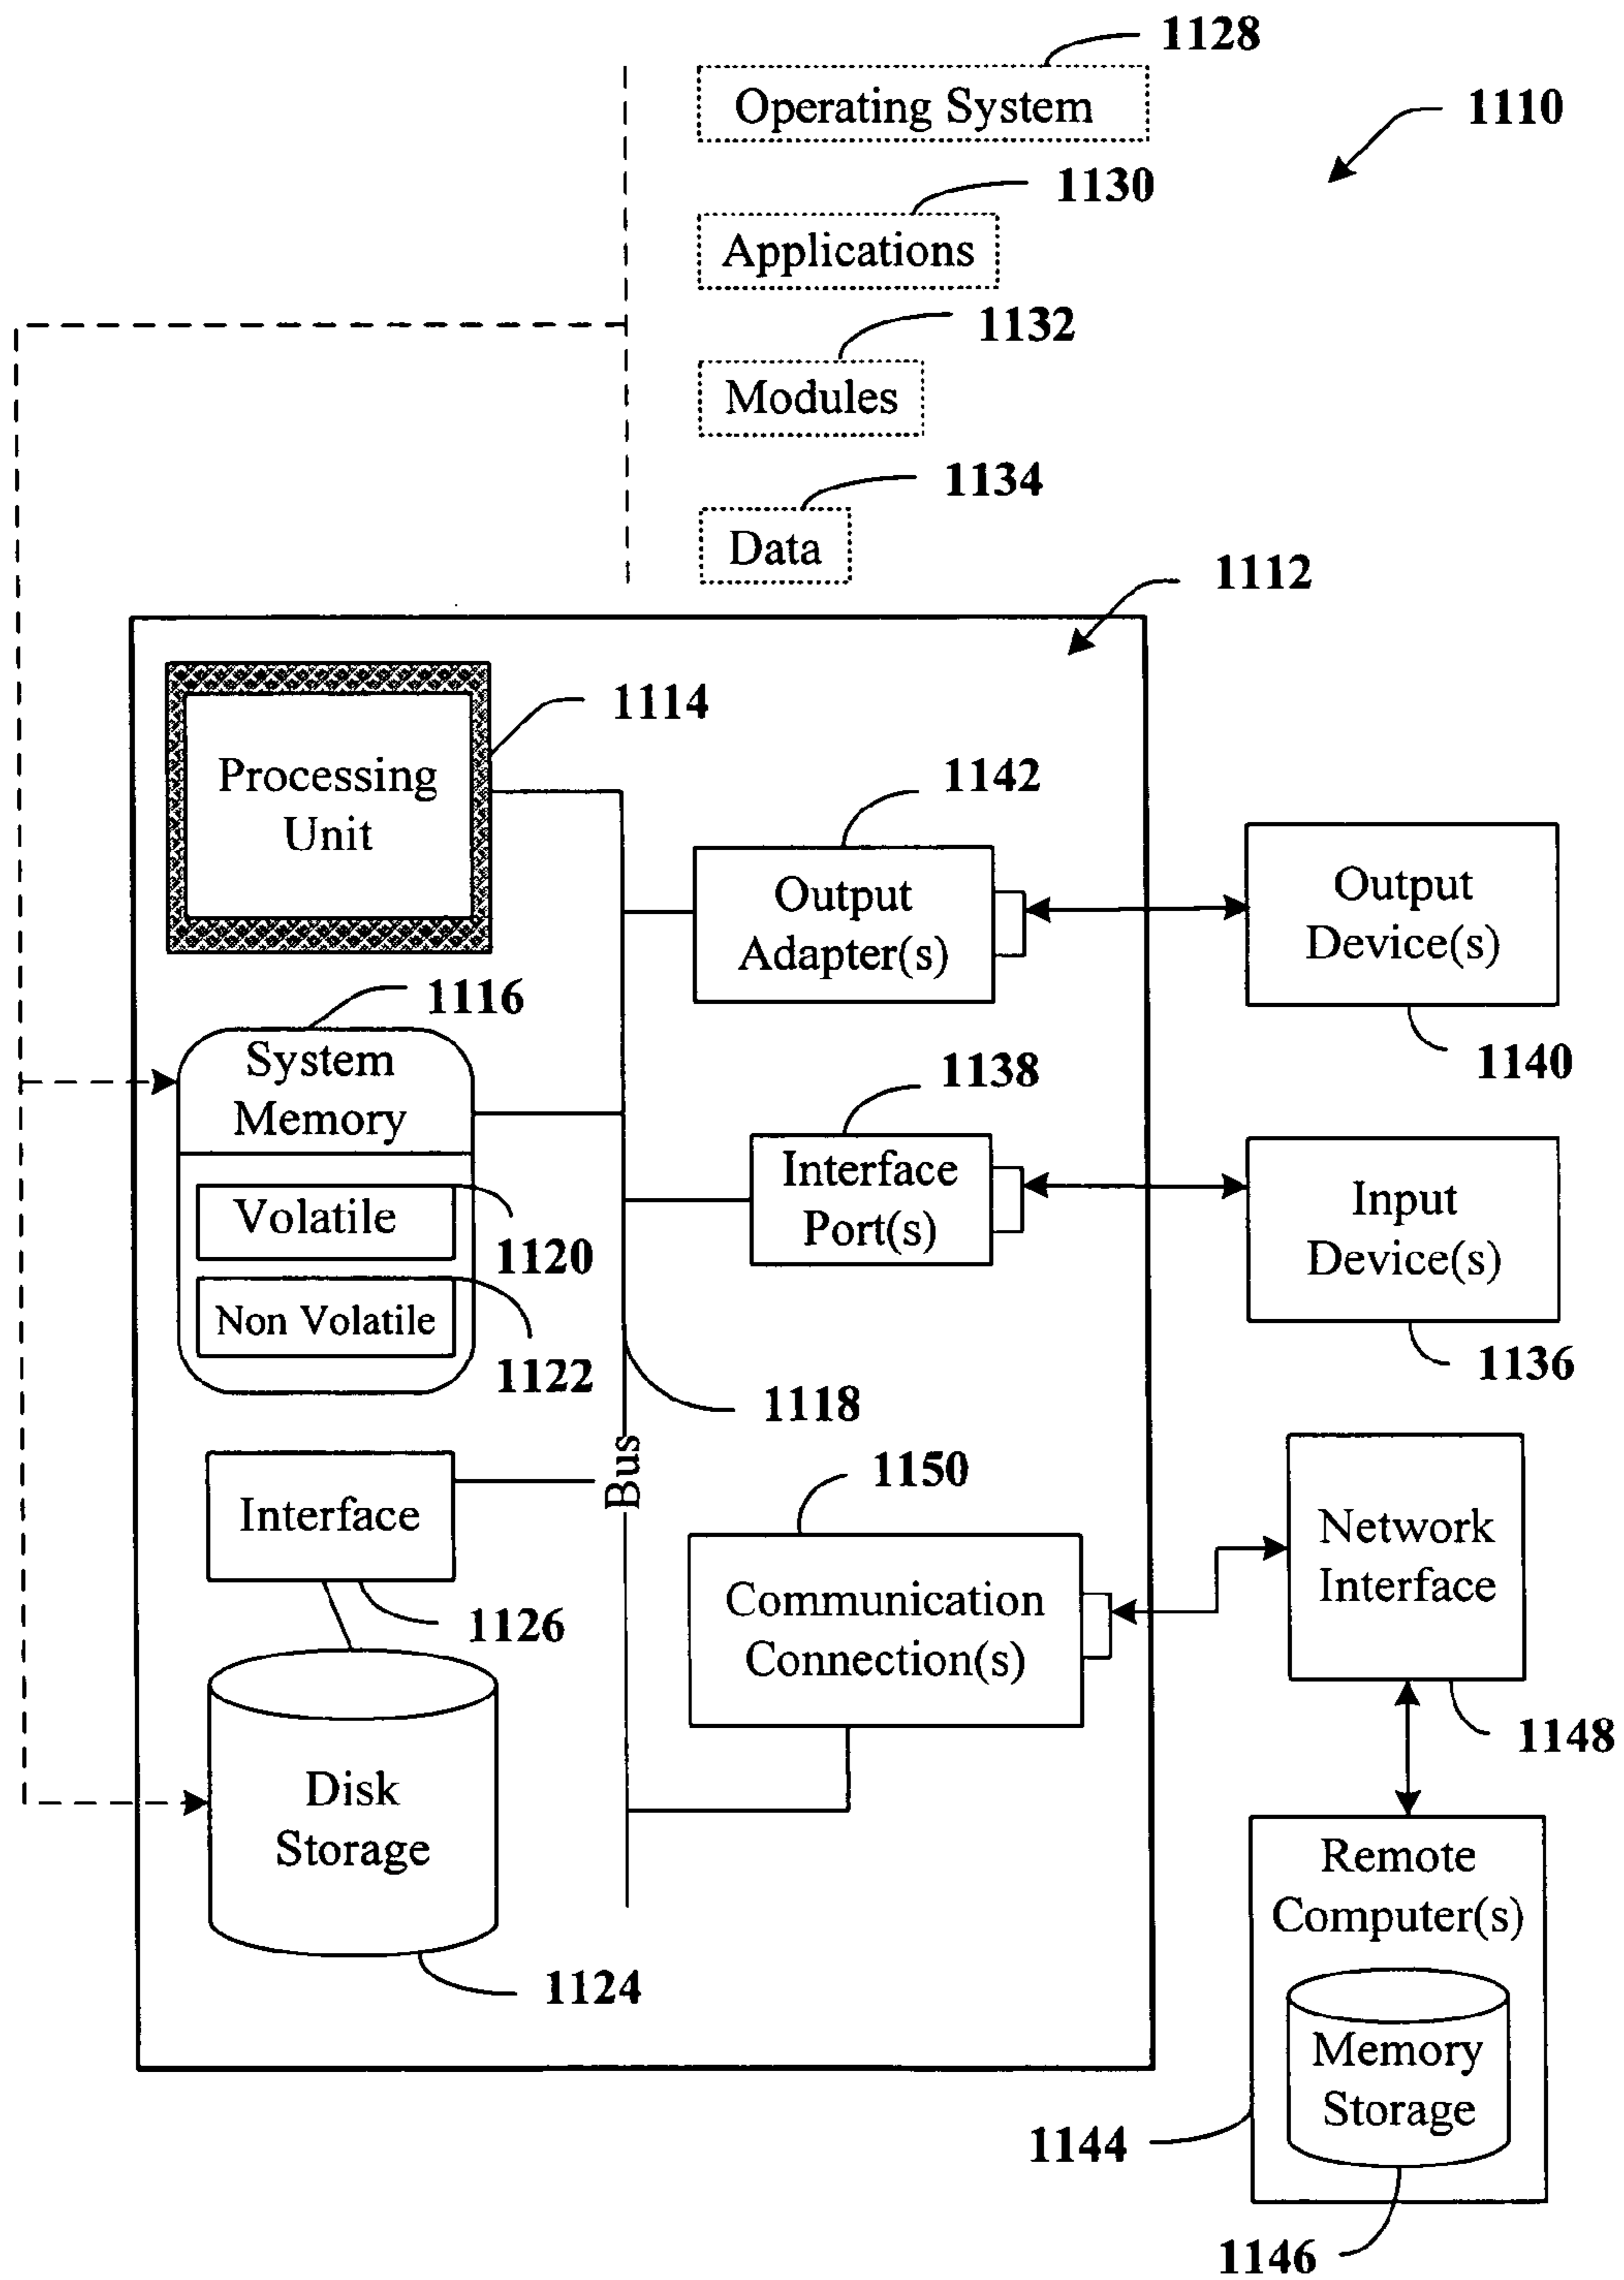 1128
Operating System
1110
1130
Applications
1132
Modules
1134
Data
1112
1114
Processing
Unit
1142
Output
Adapter(s)
Output
Device(s)
1140
1116
System
Memory
1138
Interface
Port(s)
Input
Device(s)
1136
Volatile
1120
Non Volatile
1122
1118
Bus
1150
Interface
1126
Communication
Connection(s)
Network
Interface
1148
Disk
Storage
1124
Remote
Computer(s)
Memory
Storage
1144
1146